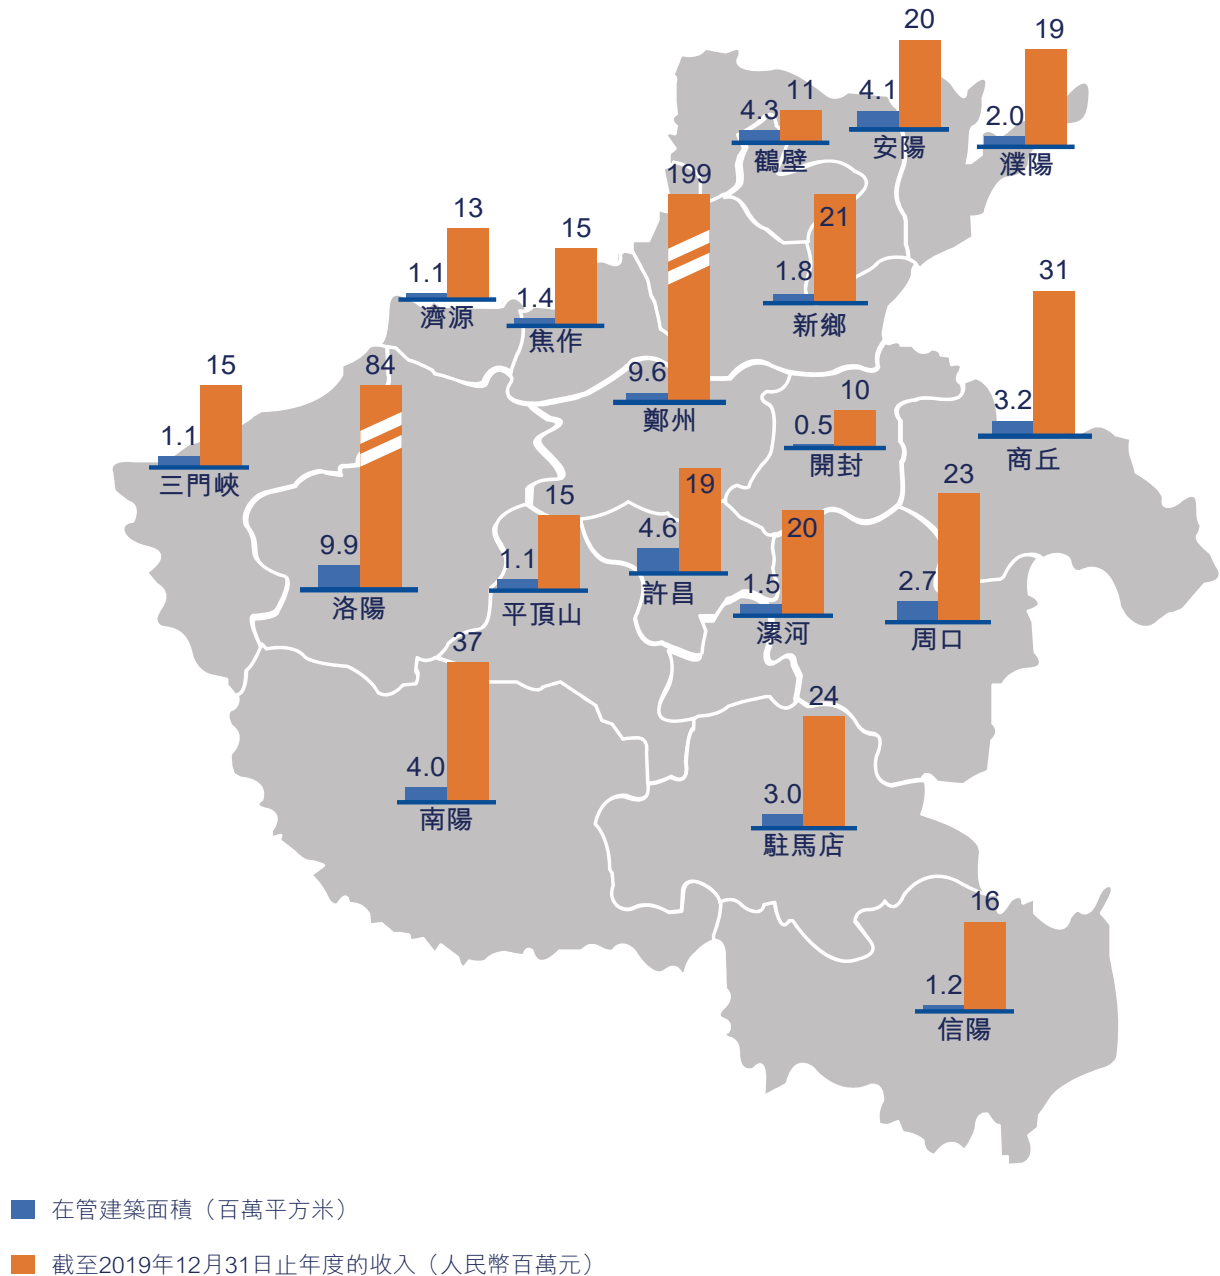 20
19
4.1
11
4.3
2.0
安陽
鶴壁
濮陽
199
13
21
15
31
1.1
1.8
1.4
濟源
新鄉
焦作
15
84
9.6
10
3.2
鄭州
0.5
1.1
商丘
開封
三門峽
23
19
15
20
4.6
9.9
1.1
2.7
1.5
許昌
洛陽
平頂山
漯河
周口
37
24
4.0
3.0
南陽
駐馬店
16
1.2
信陽
在管建築面積（百萬平方米）
截至2019年12月31日止年度的收入（人民幣百萬元）